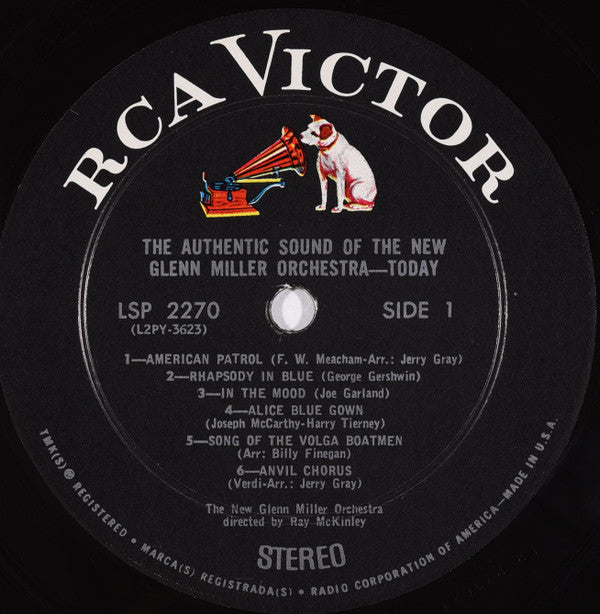 RCA VICTOR
THE AUTHENTIC SOUND OF THE NEW
GLENN MILLER ORCHESTRA—TODAY
LSP 2270
(L2PY-3623)
SIDE 1
1—AMERICAN PATROL (F. W. Meacham-Arr.: Jerry Gray)
2—RHAPSODY IN BLUE (George Gershwin)
3—IN THE MOOD (Joe Garland)
4—ALICE BLUE GOWN
(Joseph McCarthy-Harry Tierney)
5—SONG OF THE VOLGA BOATMEN
(Arr: Billy Finegan)
6—ANVIL CHORUS
(Verdi-Arr.: Jerry Gray)
The New Glenn Miller Orchestra
directed by Ray McKinley
STEREO
TMK(S) ® REGISTERED • MARCA(S) REGISTRADA(S) • RADIO CORPORATION OF AMERICA—MADE IN U.S.A.